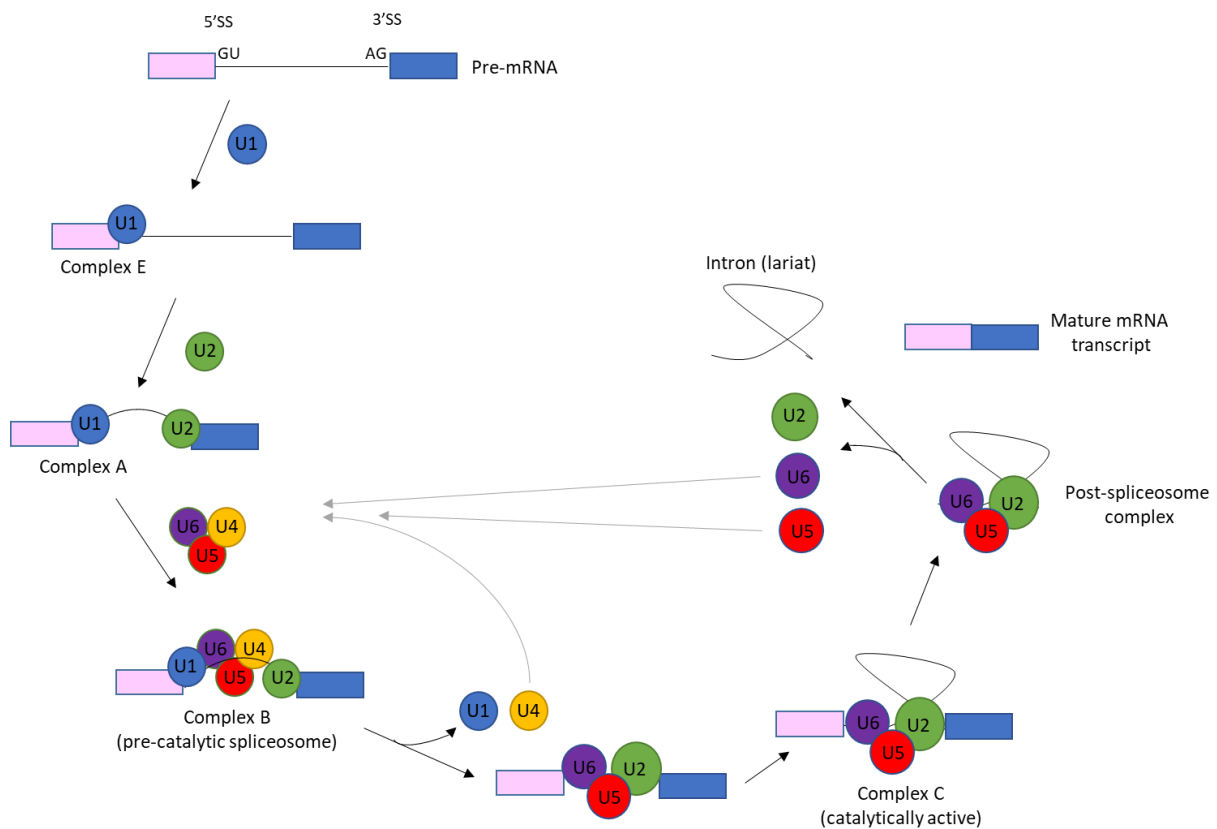 5’SS
3’SS
GU
AG
Pre-mRNA
U1
U1
Complex E
U2
U1
U2
Complex A
U6
U4
U5
U6
U4
U1
U5
U2
Complex B
(pre-catalytic spliceosome)
U1
U4
U6
U2
U5
U6
U2
U5
Complex C
(catalytically active)
U6
U2
U5
Post-spliceosome
complex
Intron (lariat)
U2
U6
U5
Mature mRNA
transcript